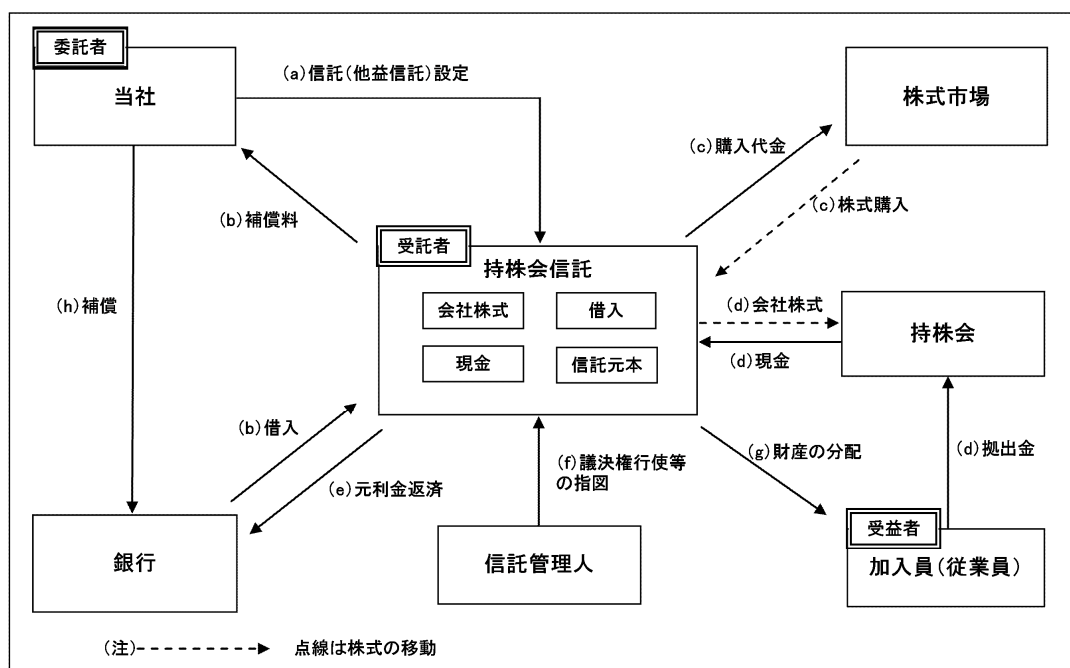 委託者
当社
(a)信託(他益信託)設定
株式市場
(c)購入代金
(b)補償料
(c)株式購入
受託者
持株会信託
(h)補償
会社株式
借入
(d)会社株式
持株会
現金
信託元本
(d)現金
(b)借入
(f)議決権行使等
の指図
(g)財産の分配
(d)拠出金
(e)元利金返済
受益者
銀行
信託管理人
加入員(従業員)
(注)
点線は株式の移動